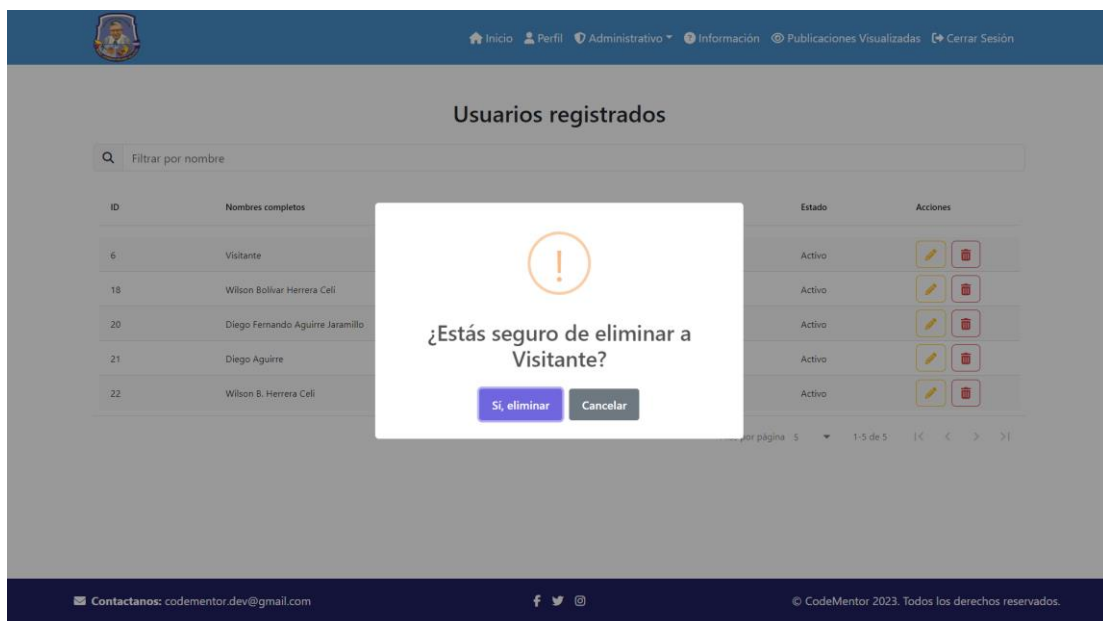 Inicio Perfil Administrativo Información Publicaciones Visualizadas Cerrar Sesión
Usuarios registrados
Filtrar por nombre
ID Nombres completos Estado Acciones
6 Visitante Activo
18 Wilson Bolívar Herrera Celi Activo
20 Diego Fernando Aguirre Jaramillo Activo
21 Diego Aguirre Activo
22 Wilson B. Herrera Celi Activo
¿Estás seguro de eliminar a
Visitante?
Sí, eliminar Cancelar
por página 5 1-5 de 5
Contactanos: codementor.dev@gmail.com © CodeMentor 2023. Todos los derechos reservados.